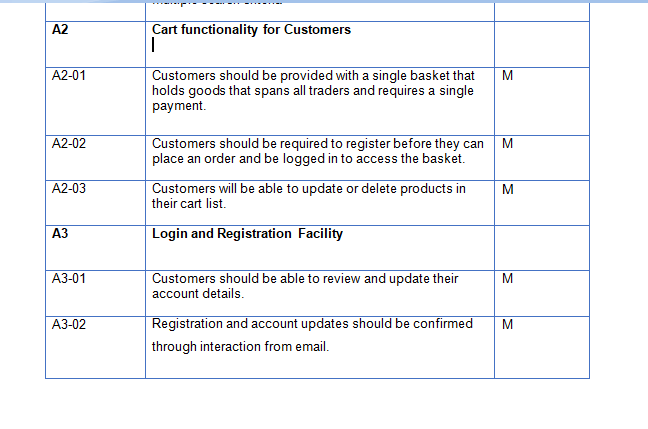 A2 Cart functionality for Customers
A2-01 Customers should be provided with a single basket that M
holds goods that spans all traders and requires a single
payment.
A2-02 Customers should be required to register before they can M
place an order and be logged in to access the basket.
A2-03 Customers will be able to update or delete products in M
their cart list.
A3 Login and Registration Facility
A3-01 Customers should be able to review and update their M
account details.
A3-02 Registration and account updates should be confirmed M
through interaction from email.